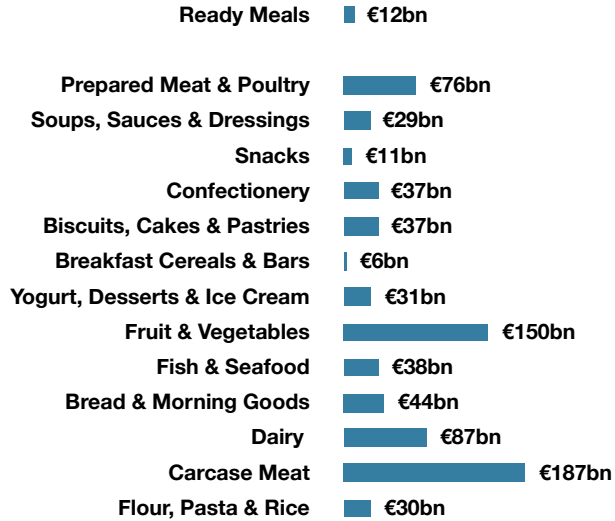 Ready Meals €12bn
Prepared Meat & Poultry €76bn
Soups, Sauces & Dressings €29bn
Snacks €11bn
Confectionery €37bn
Biscuits, Cakes & Pastries €37bn
Breakfast Cereals & Bars €6bn
Yogurt, Desserts & Ice Cream €31bn
Fruit & Vegetables €150bn
Fish & Seafood €38bn
Bread & Morning Goods €44bn
Dairy €87bn
Carcase Meat €187bn
Flour, Pasta & Rice €30bn